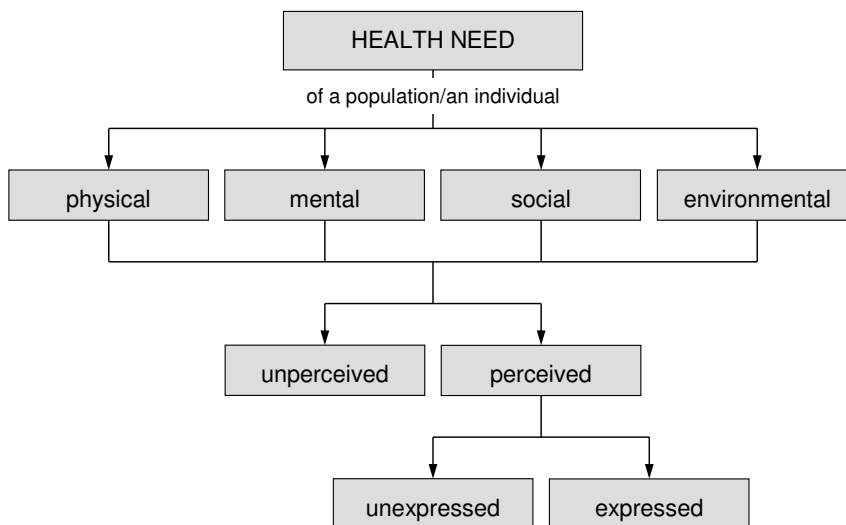 HEALTH NEED
of a population/an individual
physical
mental
social
environmental
unperceived
perceived
unexpressed
expressed